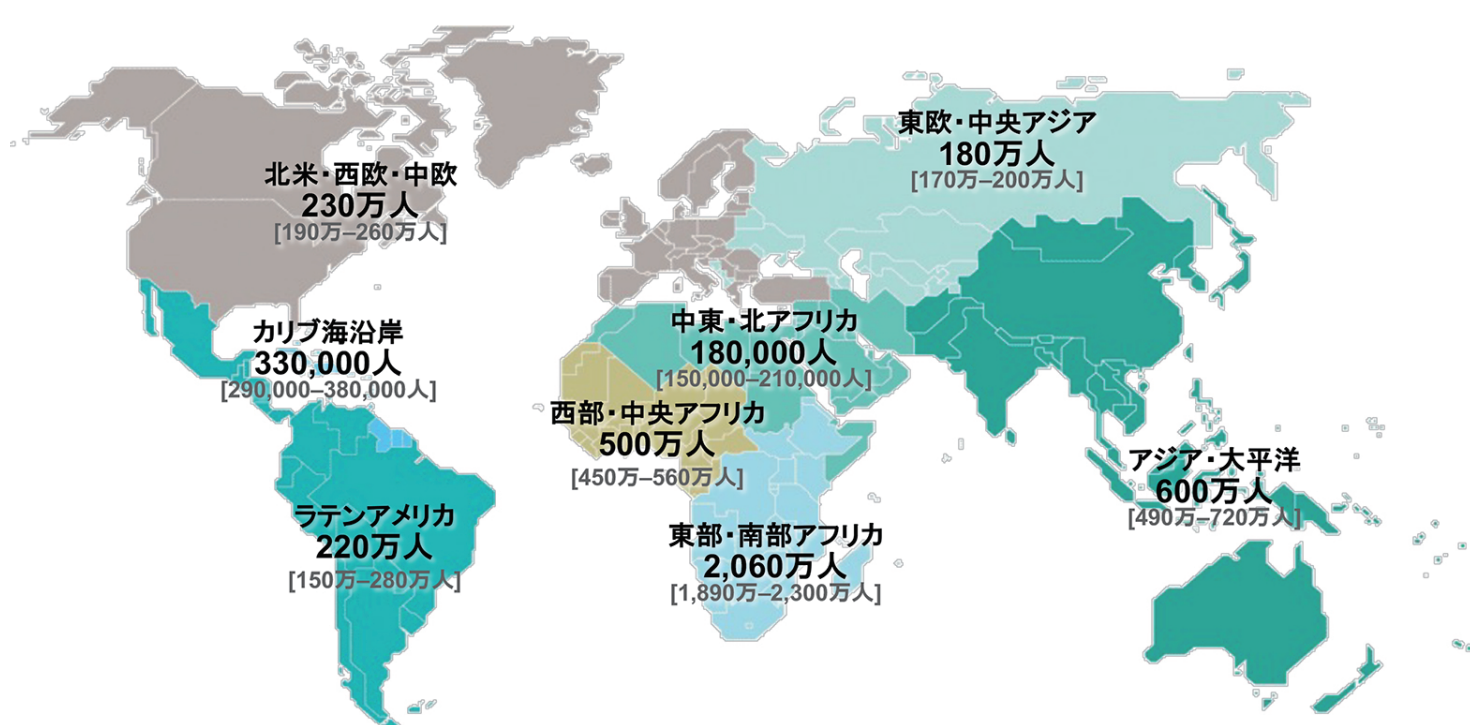 東欧・中央アジア
180万人
[170万–200万人]
北米・西欧・中欧
230万人
[190万–260万人]
中東・北アフリカ
180,000人
[150,000–210,000人]
カリブ海沿岸
330,000人
[290,000–380,000人]
西部・中央アフリカ
500万人
[450万–560万人]
アジア・太平洋
600万人
[490万–720万人]
ラテンアメリカ
220万人
[150万–280万人]
東部・南部アフリカ
2,060万人
[1,890万–2,300万人]